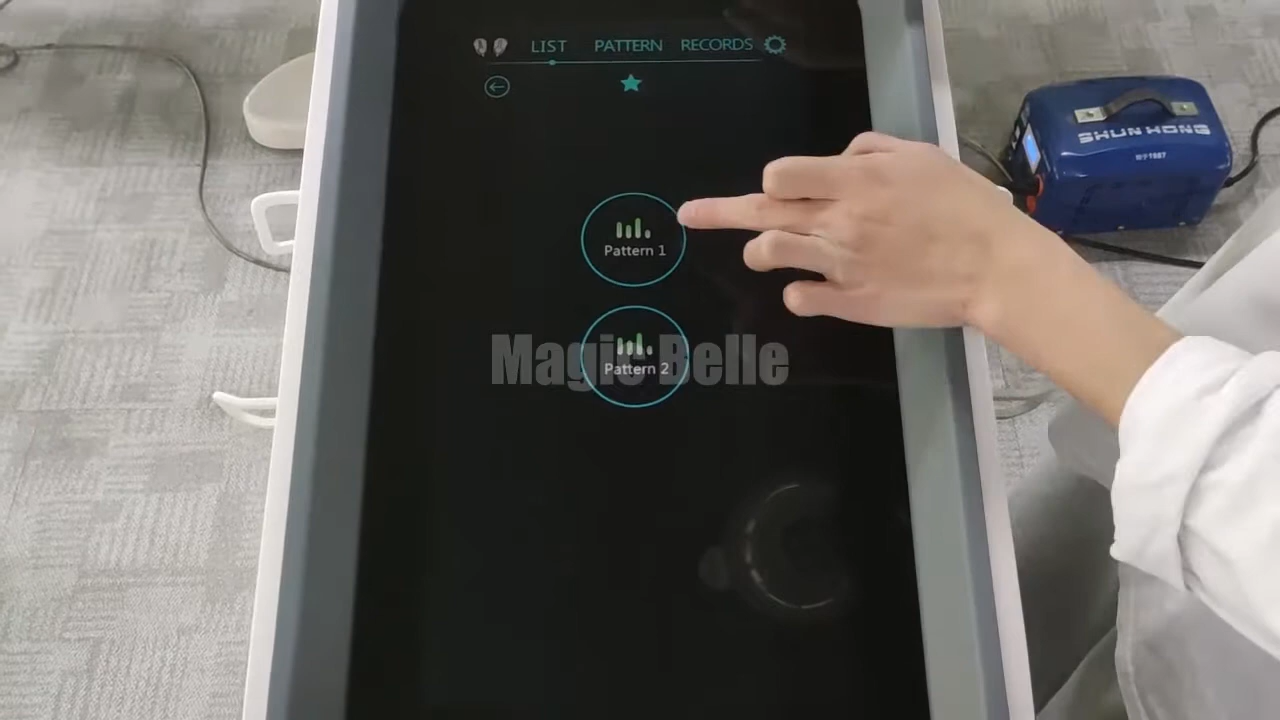 LIST PATTERN RECORDS
Pattern 1
Pattern 2
Magic Belle
SHUN HONG